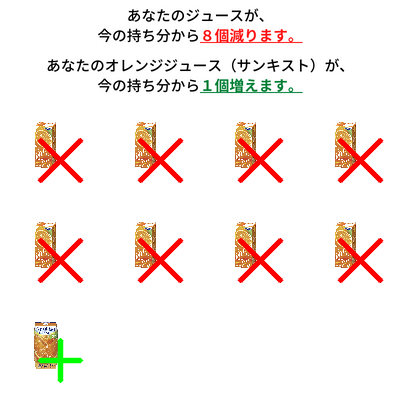 あなたのジュースが、
今の持ち分から８個減ります。
あなたのオレンジジュース（サンキスト）が、
今の持ち分から１個増えます。